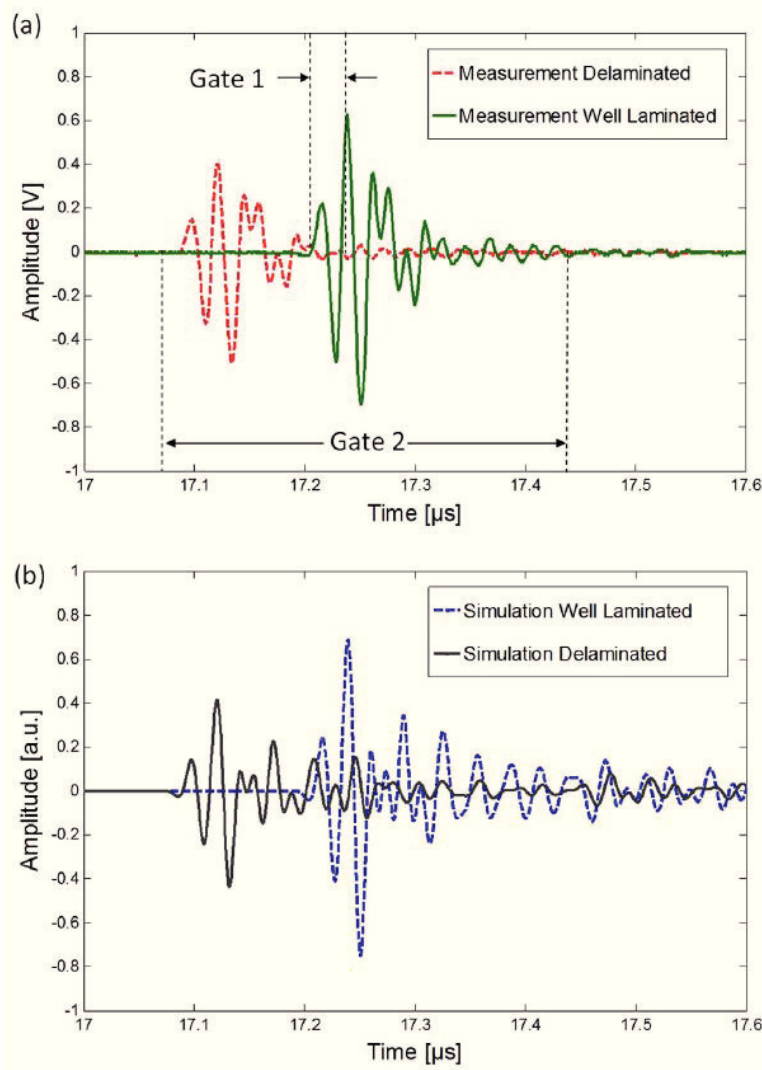 (a)
1
0.8
0.6
0.4
0.2
0
-0.2
-0.4
-0.6
-0.8
-1
Amplitude [V]
Gate 1
Measurement Delaminated
Measurement Well Laminated
Gate 2
17 17.1 17.2 17.3 17.4 17.5 17.6
Time [µs]
(b)
1
0.8
0.6
0.4
0.2
0
-0.2
-0.4
-0.6
-0.8
-1
Amplitude [a.u.]
Simulation Well Laminated
Simulation Delaminated
17 17.1 17.2 17.3 17.4 17.5 17.6
Time [µs]